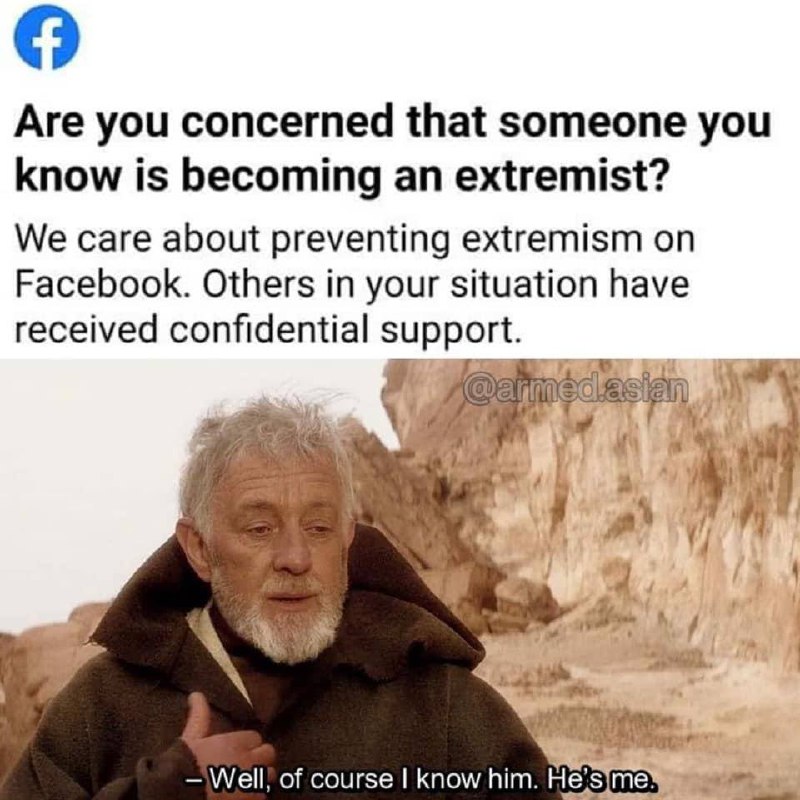 Are you concerned that someone you
know is becoming an extremist?
We care about preventing extremism on
Facebook. Others in your situation have
received confidential support.
@armed.asian
– Well, of course I know him. He's me.